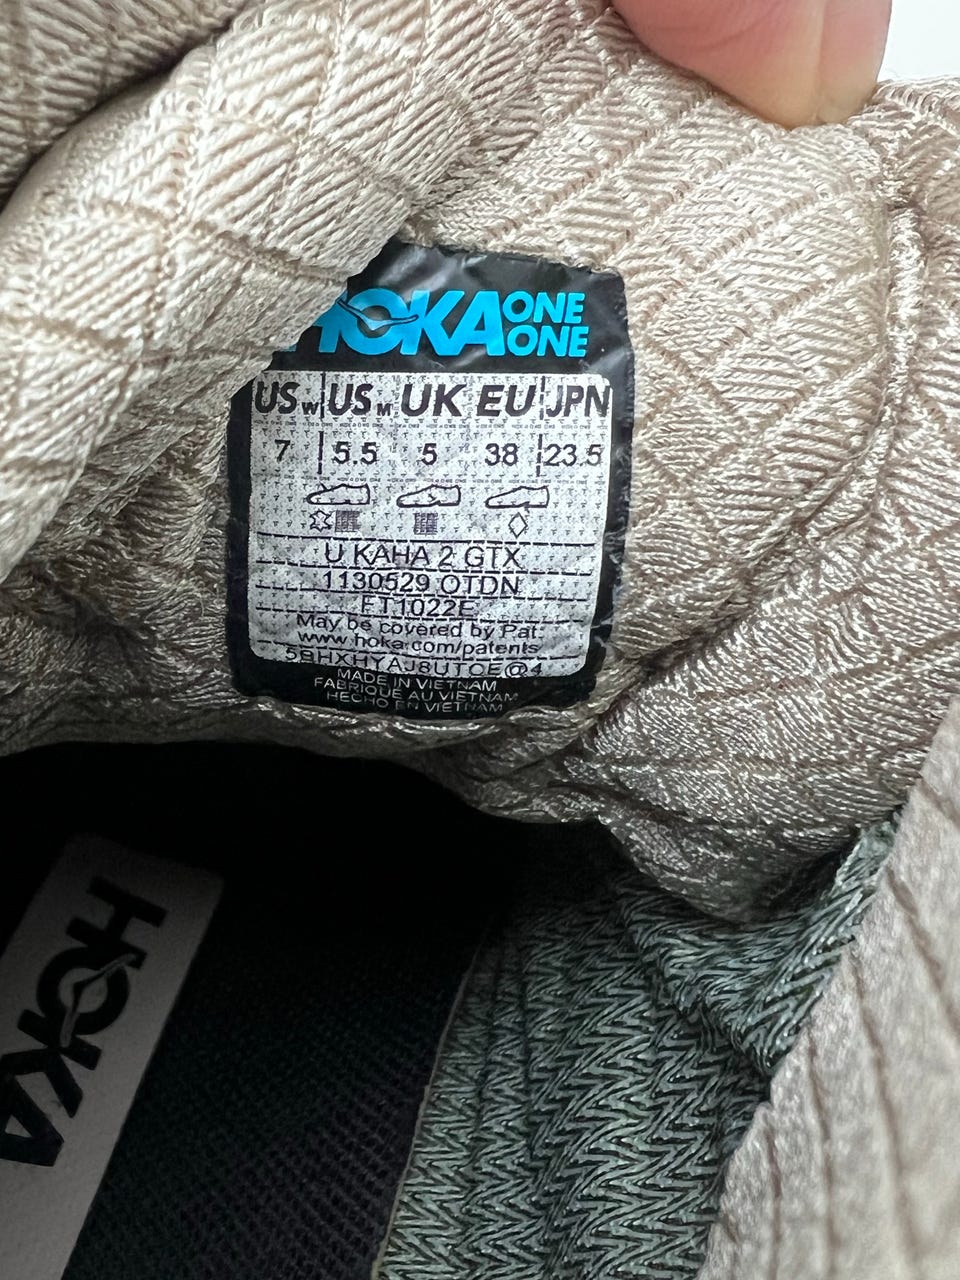 HOKA ONE ONE
US W US M UK EU JPN
7 5.5 5 38 23.5
U KAHA 2 GTX
1130529 OTDN
FT1022E
May be covered by Pat:
www.hoka.com/patents
MADE IN VIETNAM
FABRIQUE AU VIETNAM
HECHO EN VIETNAM
HOKA